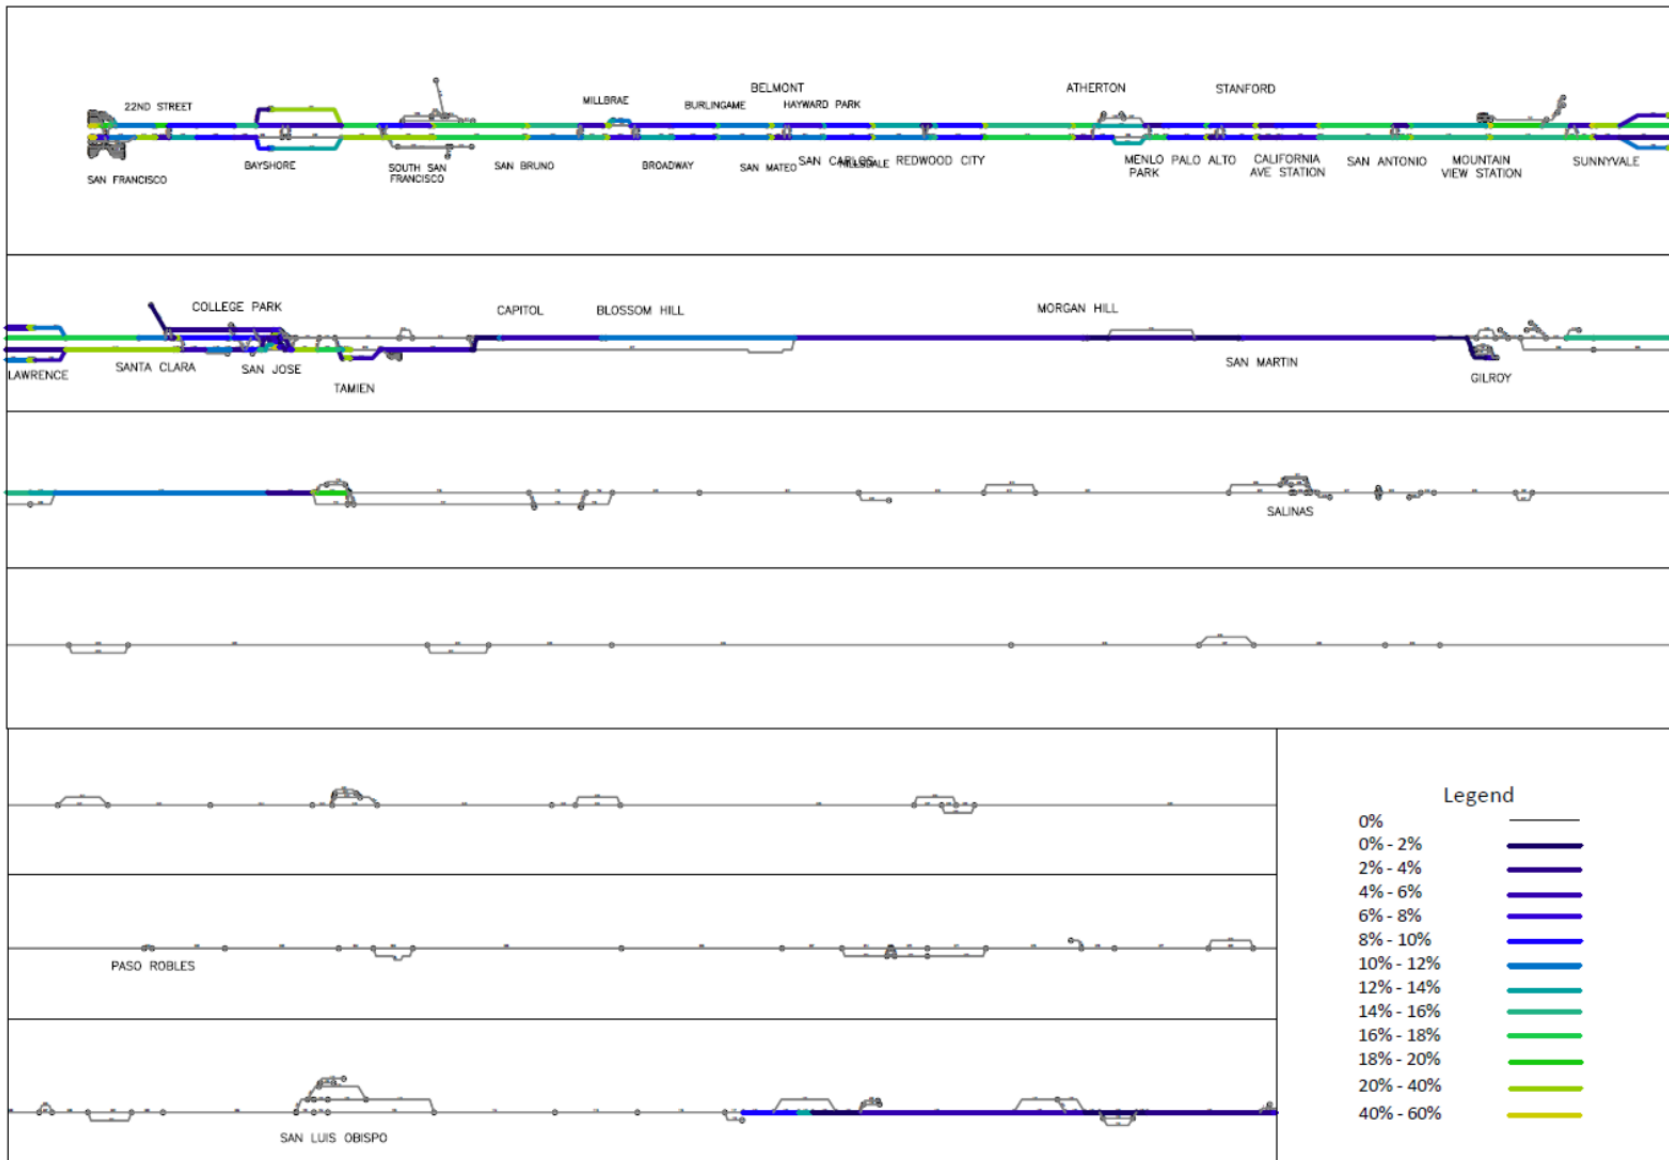 BELMONT
ATHERTON
STANFORD
22ND STREET
MILLBRAE
BURLINGAME
HAYWARD PARK
SAN FRANCISCO
BAYSHORE
SOUTH SAN
FRANCISCO
SAN BRUNO
BROADWAY
SAN MATEO
SAN CARLOS
HILLSDALE
REDWOOD CITY
MENLO
PARK
PALO ALTO
CALIFORNIA
AVE STATION
SAN ANTONIO
MOUNTAIN
VIEW STATION
SUNNYVALE
COLLEGE PARK
CAPITOL
BLOSSOM HILL
MORGAN HILL
LAWRENCE
SANTA CLARA
SAN JOSE
TAMIEN
SAN MARTIN
GILROY
SALINAS
PASO ROBLES
SAN LUIS OBISPO
Legend
0%
0% - 2%
2% - 4%
4% - 6%
6% - 8%
8% - 10%
10% - 12%
12% - 14%
14% - 16%
16% - 18%
18% - 20%
20% - 40%
40% - 60%